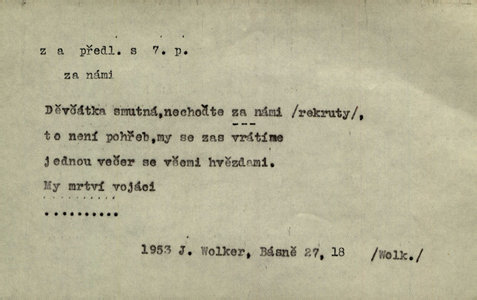 z a předl. s 7. p.
za námi
Děvčátka smutná,nechoďte za námi /rekruty/,
to není pohřeb,my se zas vrátíme
jednou večer se všemi hvězdami.
My mrtví vojáci
..........
1953 J. Wolker, Básně 27, 18 /Wolk./